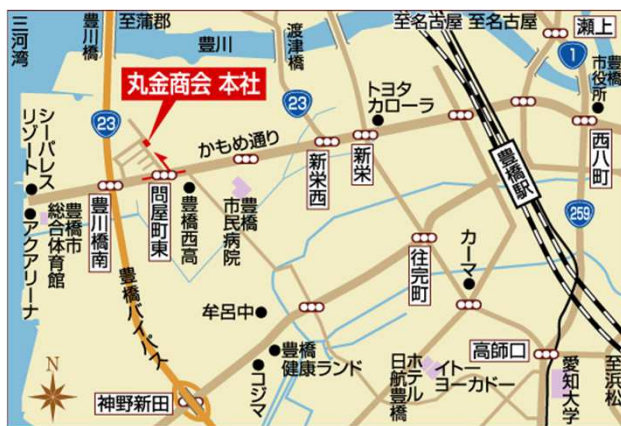 三河湾
豊川橋
至蒲郡
豊川
渡津橋
至名古屋
至名古屋
瀬上
1
豊橋
市役所
丸金商会 本社
23
23
トヨタ
カローラ
かもめ通り
新栄西
新栄
豊橋駅
西八町
259
シーパレス
リゾート
アクアリーナ
豊橋市
総合体育館
豊川橋南
問屋町東
豊橋西高
豊橋
市民病院
往完町
カーマ
豊橋バイパス
牟呂中
豊橋
健康ランド
コジマ
ホテル
日航豊橋
イトー
ヨーカドー
高師口
愛知大学
至浜松
神野新田
N